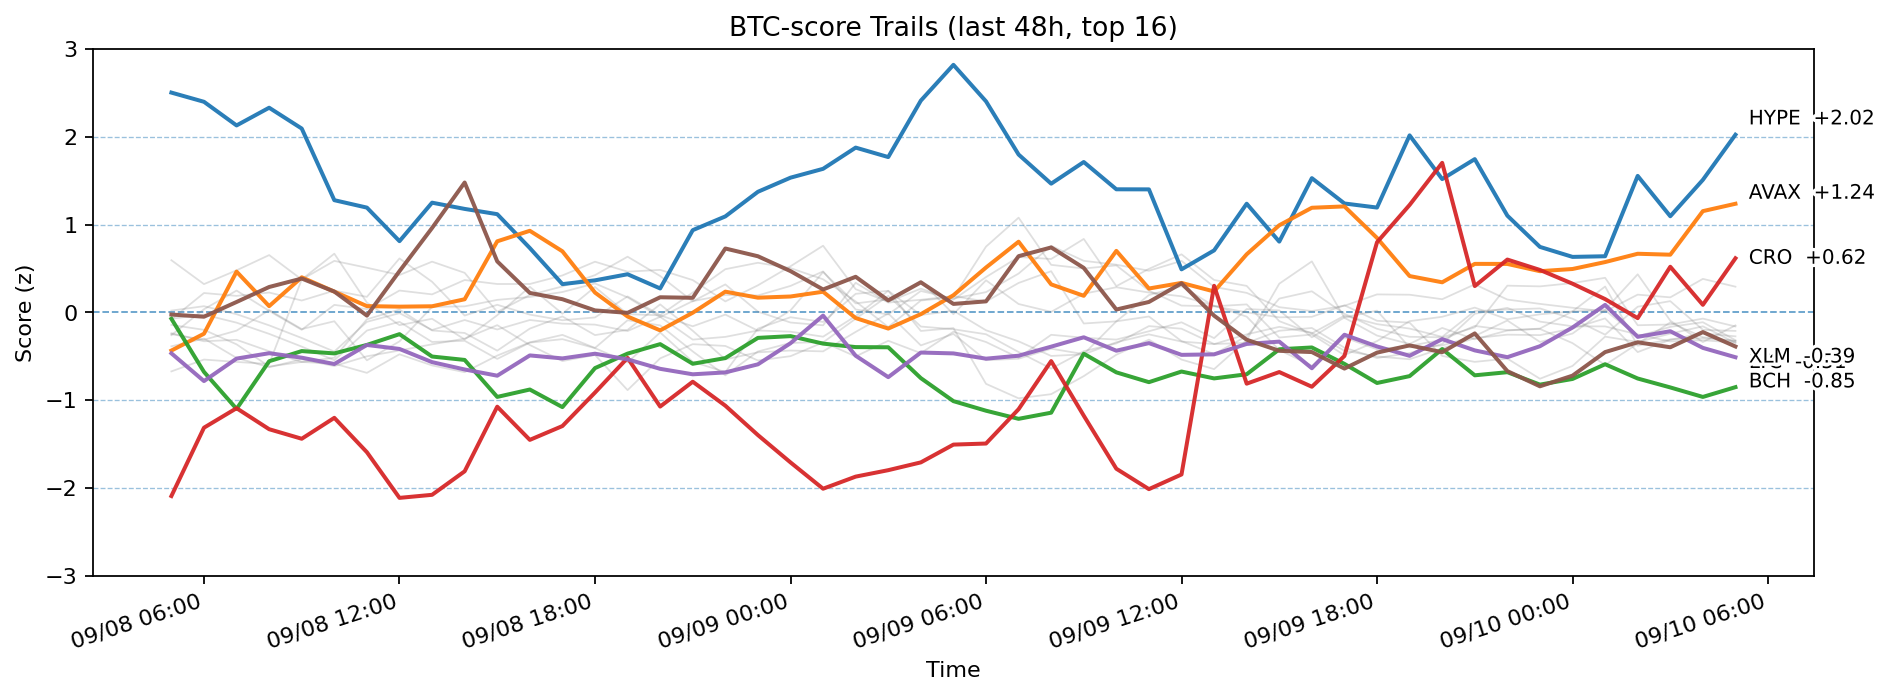 BTC-score Trails (last 48h, top 16)
Score (z)
3
2
1
0
−1
−2
−3
HYPE +2.02
AVAX +1.24
CRO +0.62
XLM -0.39
-0.51
BCH -0.85
09/08 06:00
09/08 12:00
09/08 18:00
09/09 00:00
09/09 06:00
09/09 12:00
09/09 18:00
09/10 00:00
09/10 06:00
Time